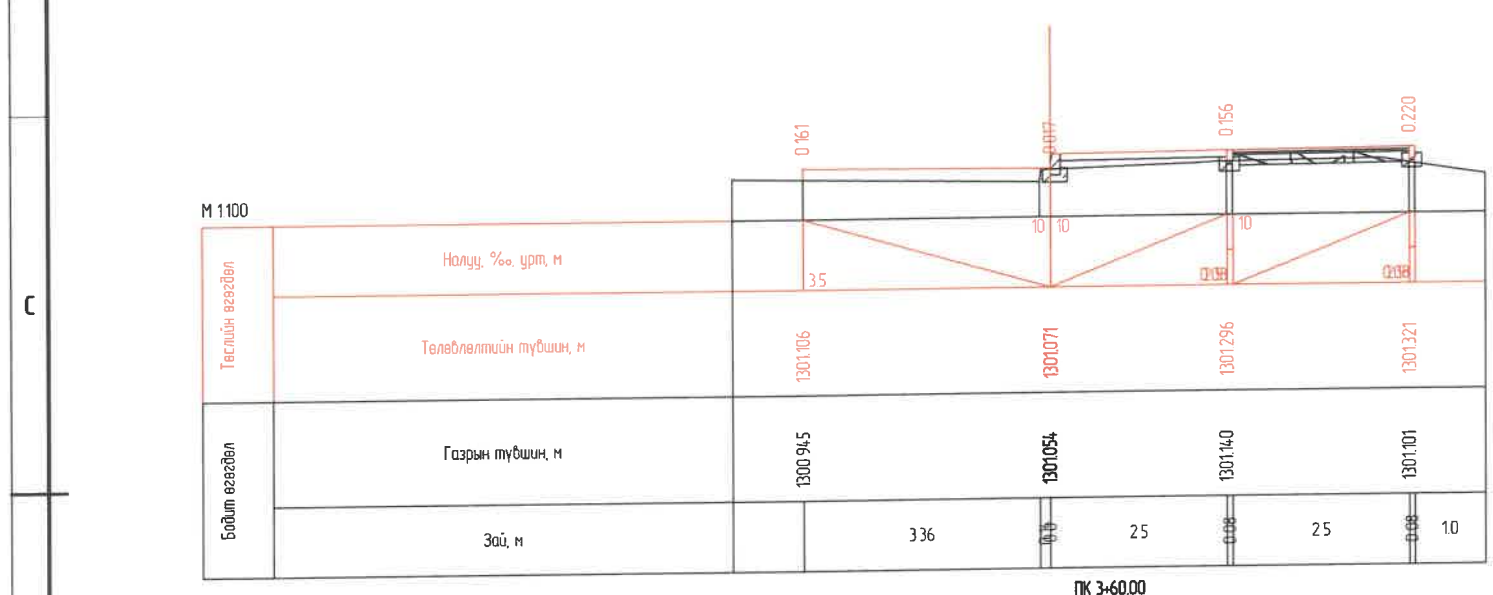 0.161
0.017
0.156
0.220
М 1:100
С
Төслийн өгөгдөл
Налуу, ‰, урт, м
10 10 10
3.5 0.08 0.08
Төлөвлөлтийн түвшин, м
1301.106 1301.071 1301.296 1301.321
Бодит өгөгдөл
Газрын түвшин, м
1300.945 1301.054 1301.140 1301.101
Зай, м
3.36 2.5 0.08 2.5 0.08 1.0
ПК 3+60.00